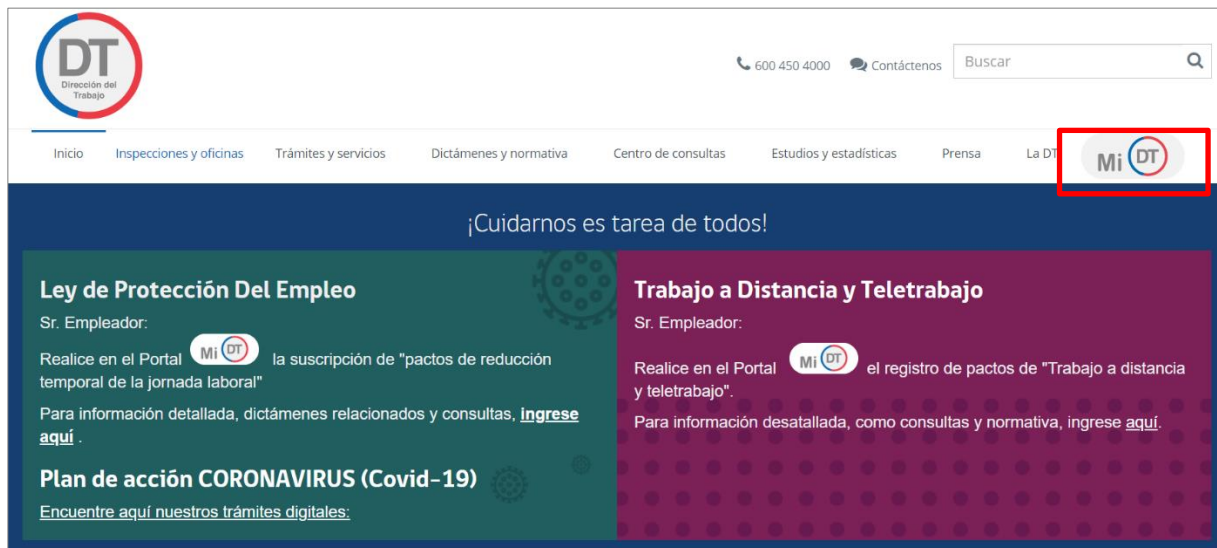 DT
Dirección del
Trabajo
600 450 4000 Contáctenos Buscar
Inicio Inspecciones y oficinas Trámites y servicios Dictámenes y normativa Centro de consultas Estudios y estadísticas Prensa La DT Mi DT
¡Cuidarnos es tarea de todos!
Ley de Protección Del Empleo
Sr. Empleador:
Realice en el Portal Mi DT la suscripción de "pactos de reducción
temporal de la jornada laboral"
Para información detallada, dictámenes relacionados y consultas, ingrese
aquí .
Plan de acción CORONAVIRUS (Covid-19)
Encuentre aquí nuestros trámites digitales:
Trabajo a Distancia y Teletrabajo
Sr. Empleador:
Realice en el Portal Mi DT el registro de pactos de "Trabajo a distancia
y teletrabajo".
Para información desatallada, como consultas y normativa, ingrese aquí.